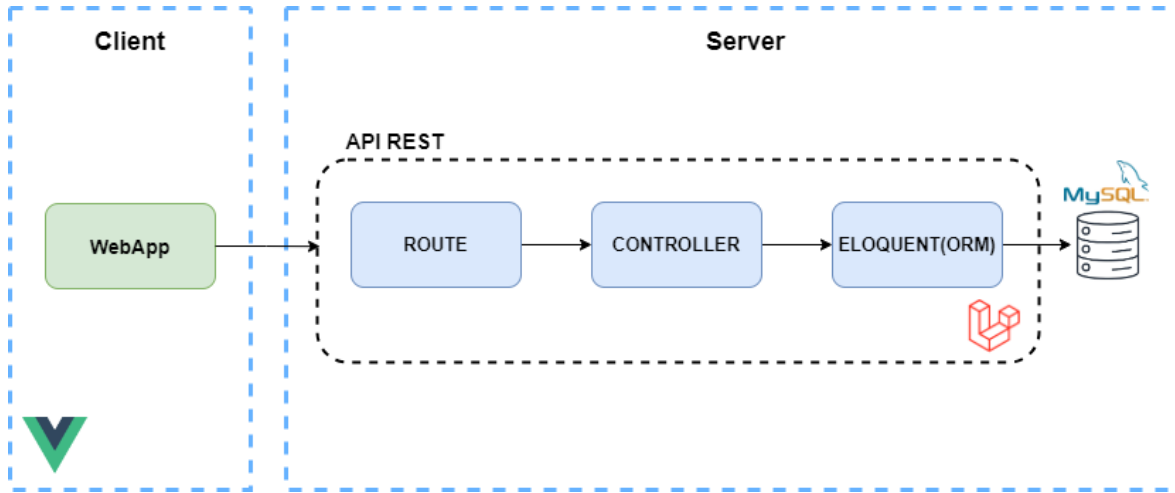 Client
Server
API REST
WebApp
ROUTE
CONTROLLER
ELOQUENT(ORM)
MySQL.